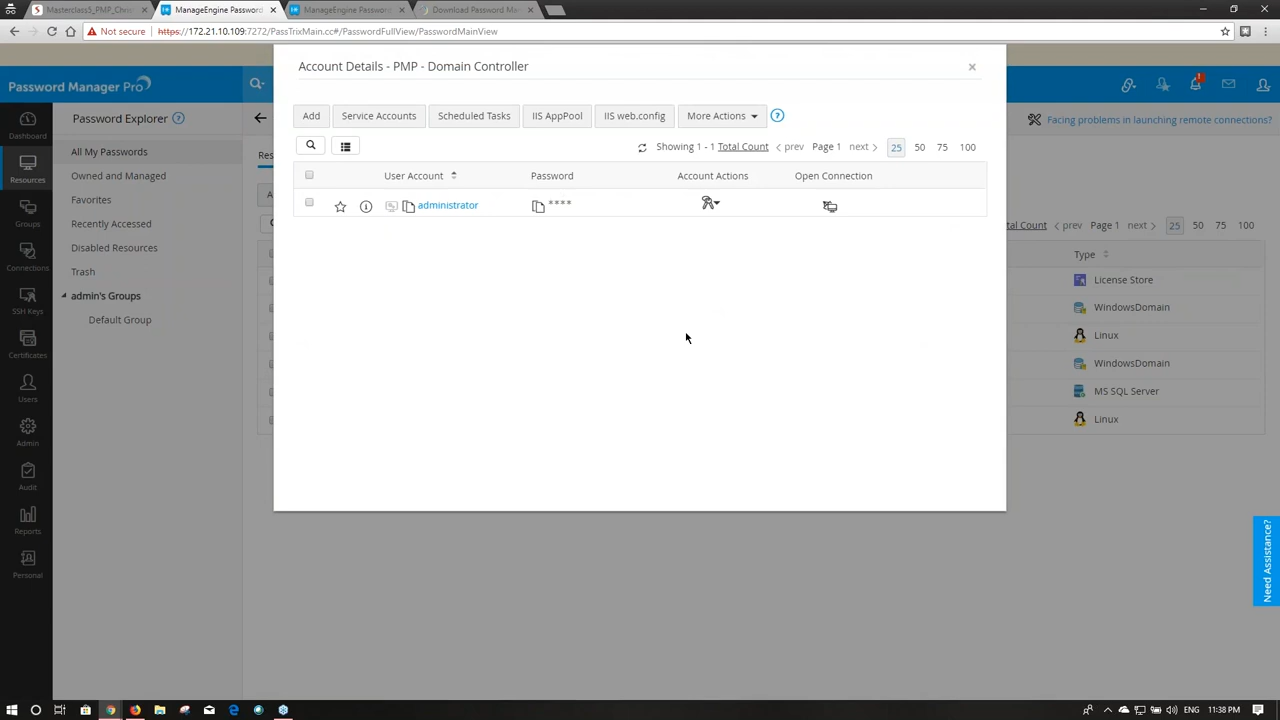 Masterclass5_PMP_Chec
ManageEngine Password
ManageEngine Password
Download Password Ma
Not secure https://172.21.10.109:7272/PassTrixMain.cc#/PasswordFullView/PasswordMainView
Account Details - PMP - Domain Controller
Password Manager Pro
Password Explorer
Facing problems in launching remote connections?
Add
Service Accounts
Scheduled Tasks
IIS AppPool
IIS web.config
More Actions
Showing 1 - 1 Total Count prev Page 1 next 25 50 75 100
User Account
Password
Account Actions
Open Connection
administrator
****
Dashboard
Resources
Groups
Connections
SSH Keys
Certificates
Users
Admin
Audit
Reports
Personal
All My Passwords
Owned and Managed
Favorites
Recently Accessed
Disabled Resources
Trash
admin's Groups
Default Group
Res
A
tal Count prev Page 1 next 25 50 75 100
Type
License Store
WindowsDomain
Linux
WindowsDomain
MS SQL Server
Linux
Need Assistance?
ENG 11:38 PM